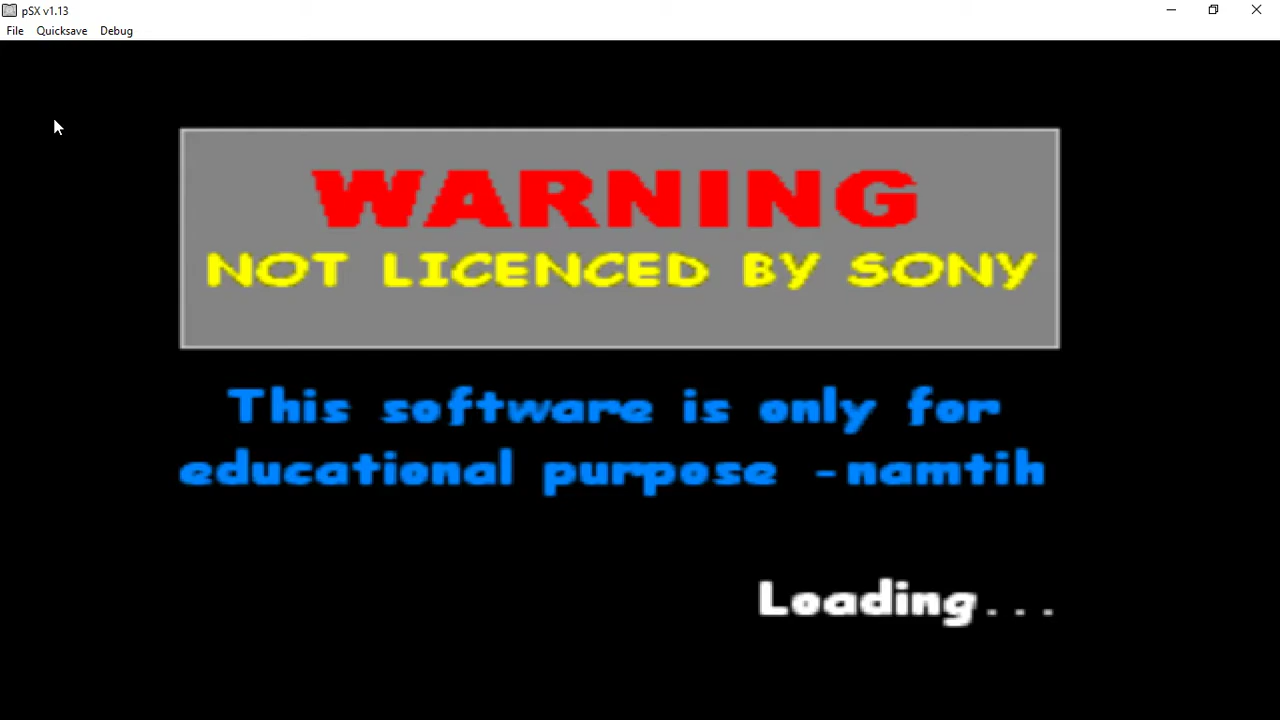 pSX v1.13
File Quicksave Debug
WARNING
NOT LICENCED BY SONY
This software is only for
educational purpose -namtih
Loading...